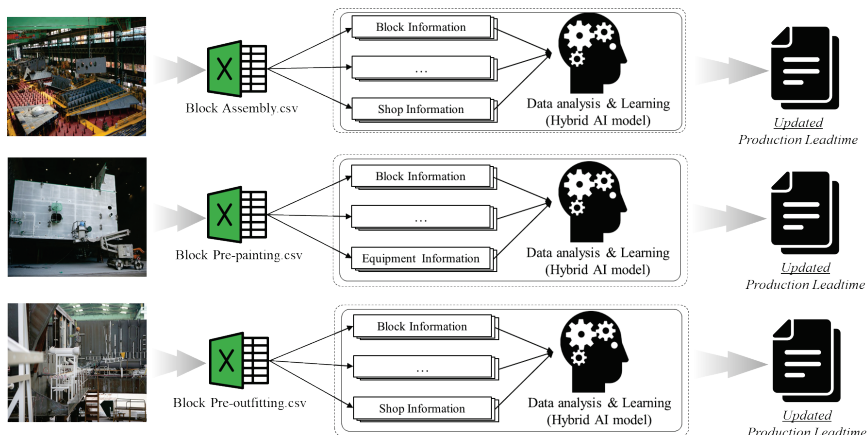 Block Information
...
Shop Information
X
Block Assembly.csv
Data analysis & Learning
(Hybrid AI model)
Updated
Production Leadtime
Block Information
...
Equipment Information
X
Block Pre-painting.csv
Data analysis & Learning
(Hybrid AI model)
Updated
Production Leadtime
Block Information
...
Shop Information
X
Block Pre-outfitting.csv
Data analysis & Learning
(Hybrid AI model)
Updated
Production Leadtime